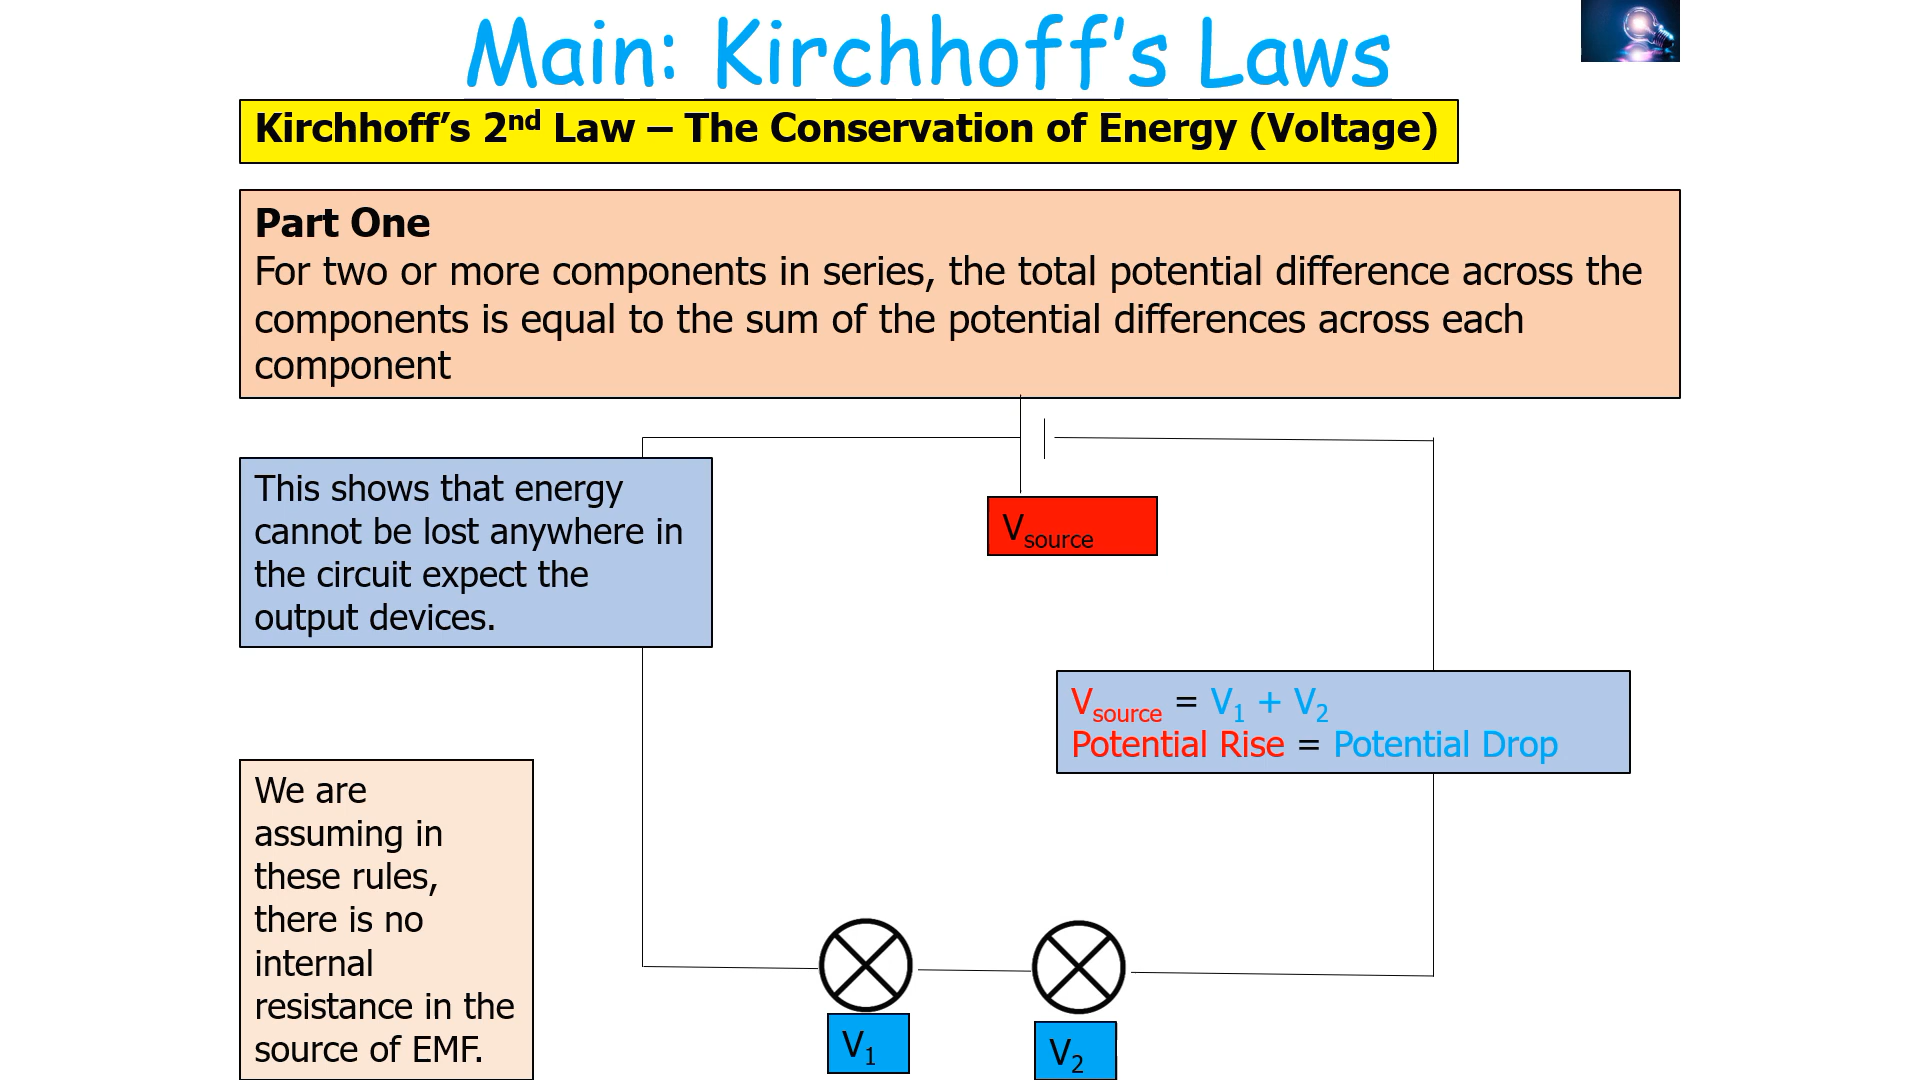 Main: Kirchhoff's Laws
Kirchhoff’s 2nd Law – The Conservation of Energy (Voltage)
Part One
For two or more components in series, the total potential difference across the
components is equal to the sum of the potential differences across each
component
This shows that energy
cannot be lost anywhere in
the circuit expect the
output devices.
Vsource
Vsource = V1 + V2
Potential Rise = Potential Drop
We are
assuming in
these rules,
there is no
internal
resistance in the
source of EMF.
V1
V2